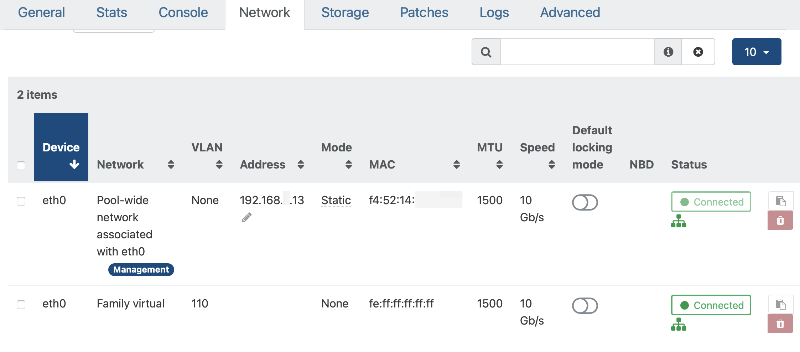 General Stats Console Network Storage Patches Logs Advanced
10
2 items
Device Network VLAN Address Mode MAC MTU Speed Default locking mode NBD Status
eth0 Pool-wide network associated with eth0 None 192.168. .13 Static f4:52:14: 1500 10 Gb/s Connected
Management
eth0 Family virtual 110 None fe:ff:ff:ff:ff:ff 1500 10 Gb/s Connected